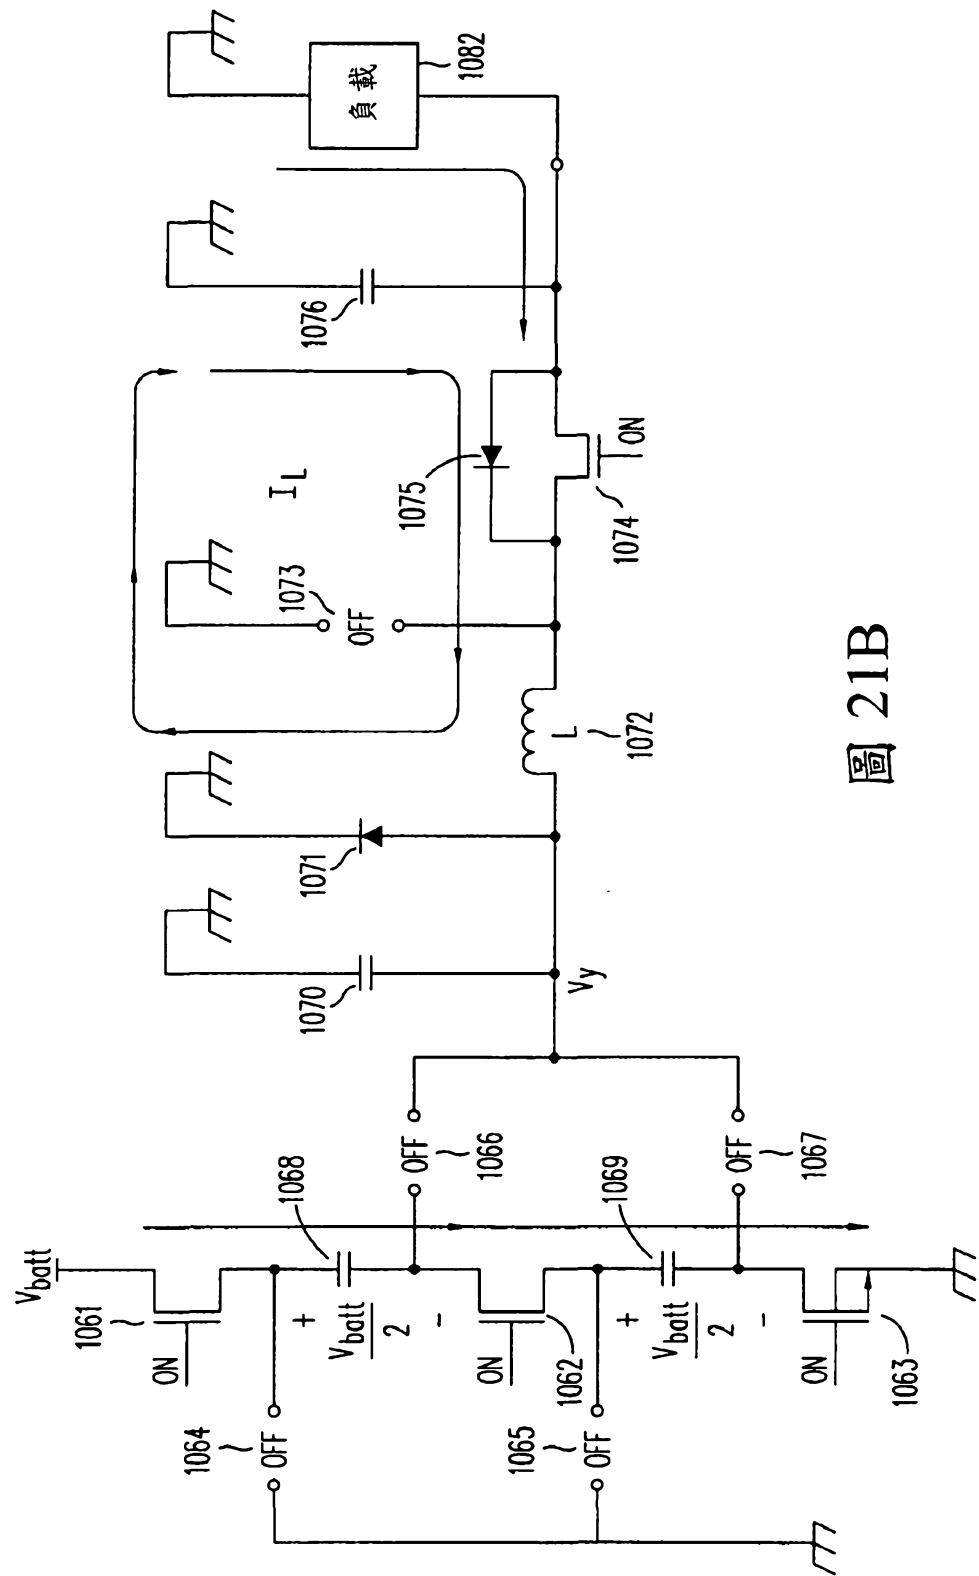 V_batt
1061
ON
1064
OFF
+
V_batt
2
-
1068
OFF
1066
ON
1062
1065
OFF
+
V_batt
2
-
1069
OFF
1067
ON
1063
Vy
1070
1071
L
1072
1073
OFF
I_L
1075
1074
ON
1076
負載
1082
圖 21B